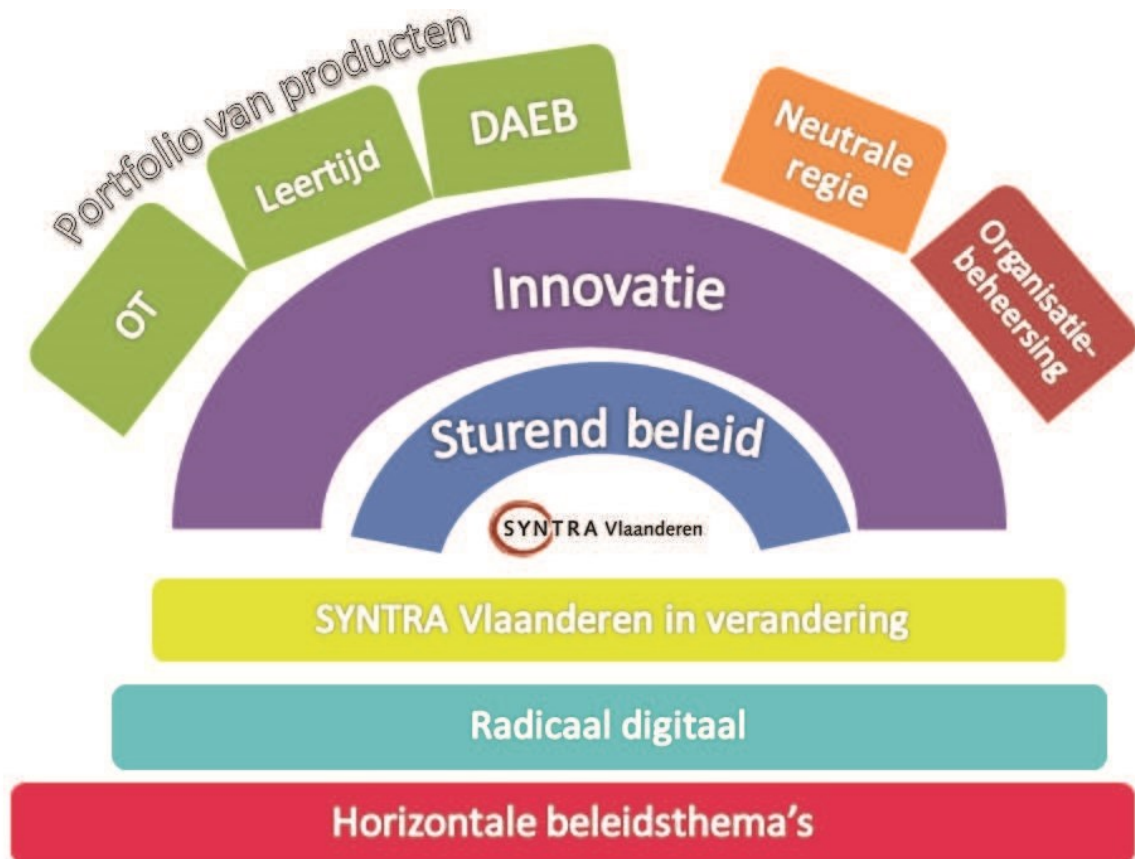 Portfolio van producten
OT
Leertijd
DAEB
Neutrale
regie
Organisatie-
beheersing
Innovatie
Sturend beleid
SYNTRA Vlaanderen
SYNTRA Vlaanderen in verandering
Radicaal digitaal
Horizontale beleidsthema's